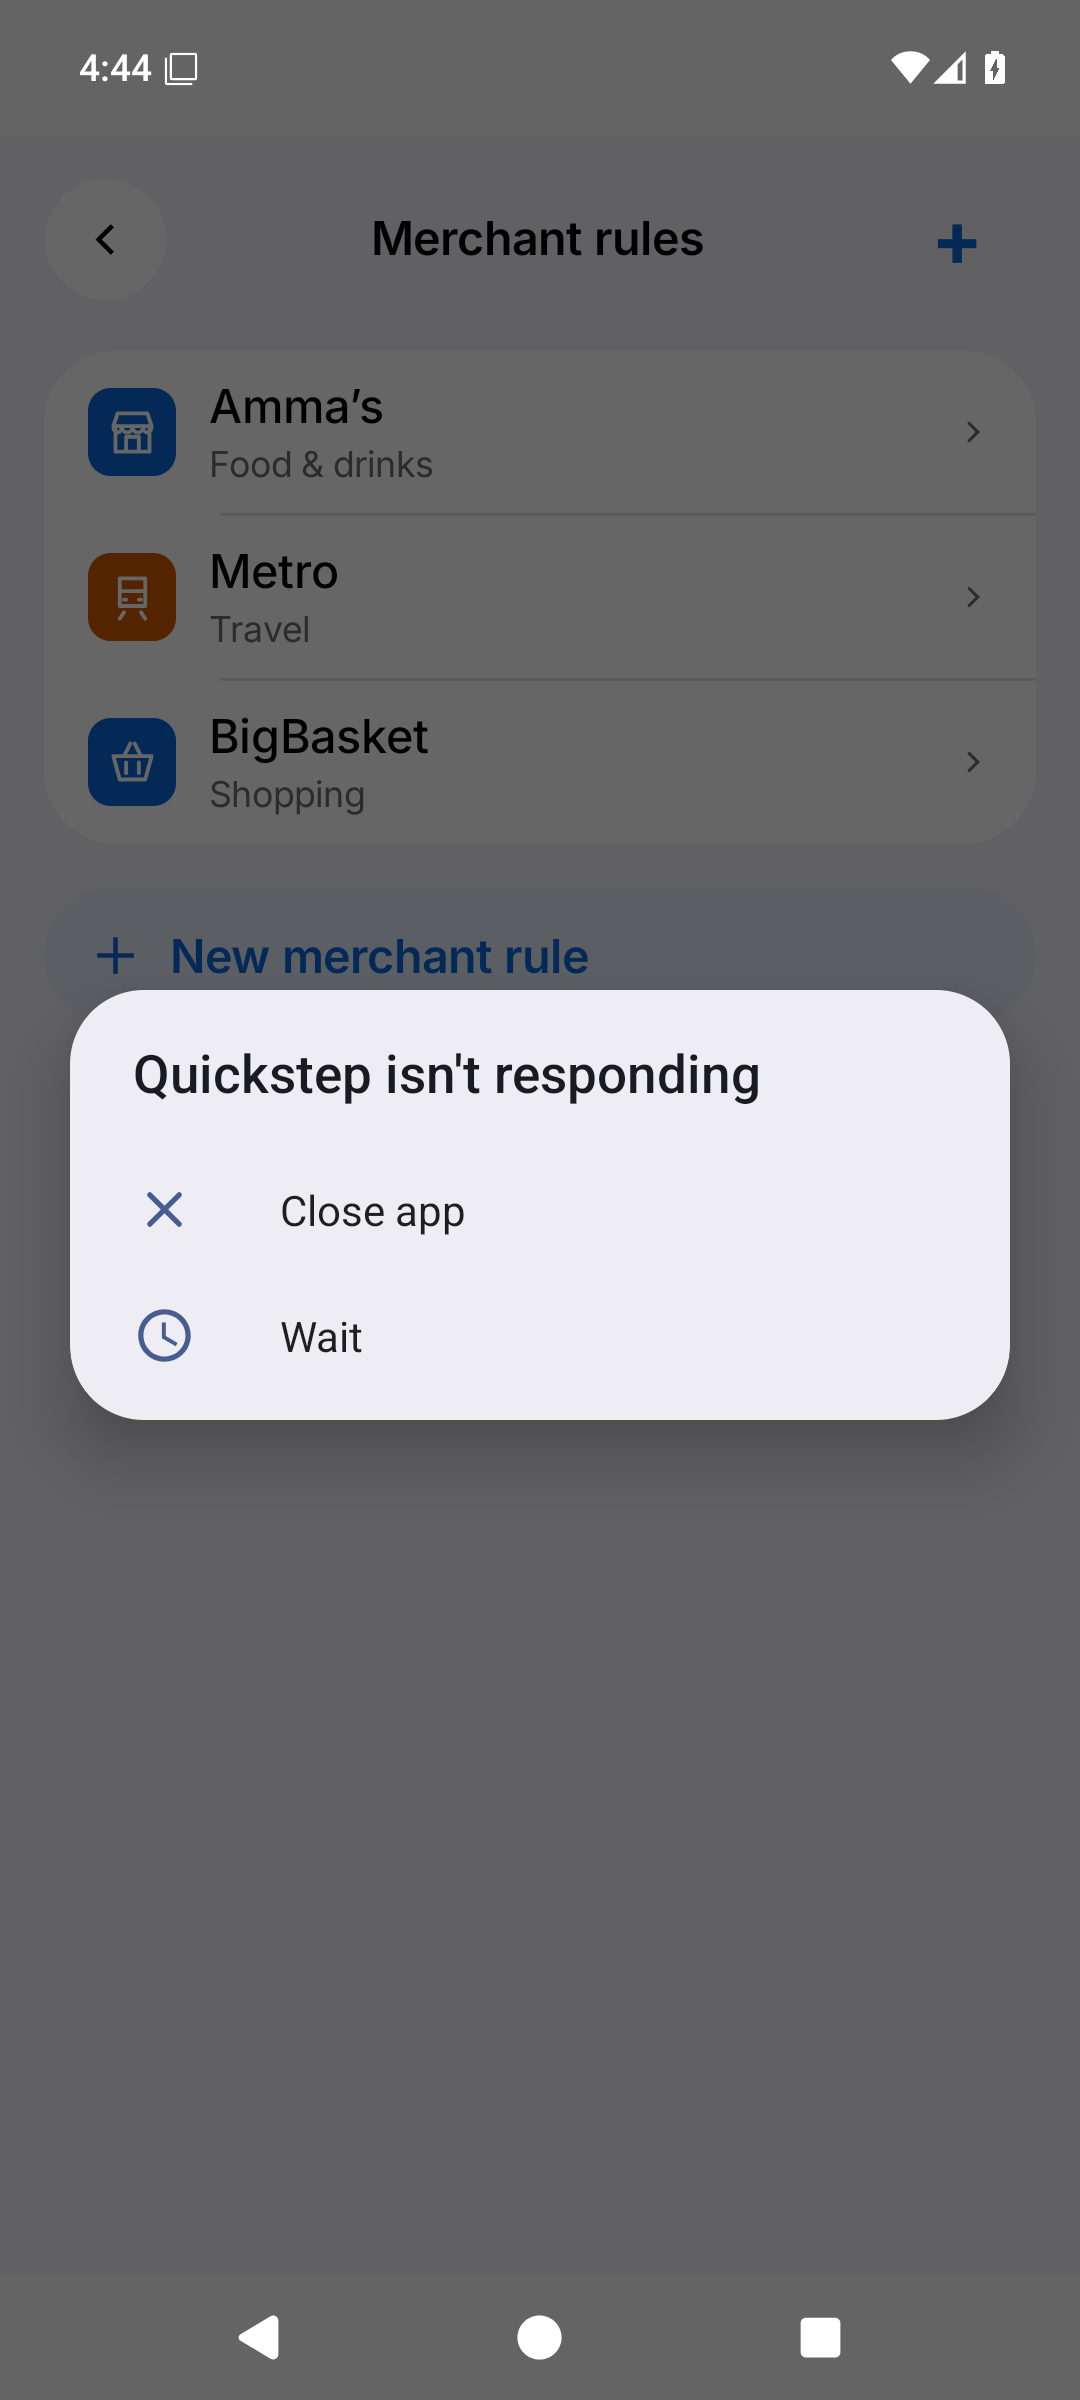 4:44
Merchant rules
Amma’s
Food & drinks
Metro
Travel
BigBasket
Shopping
New merchant rule
Quickstep isn't responding
Close app
Wait